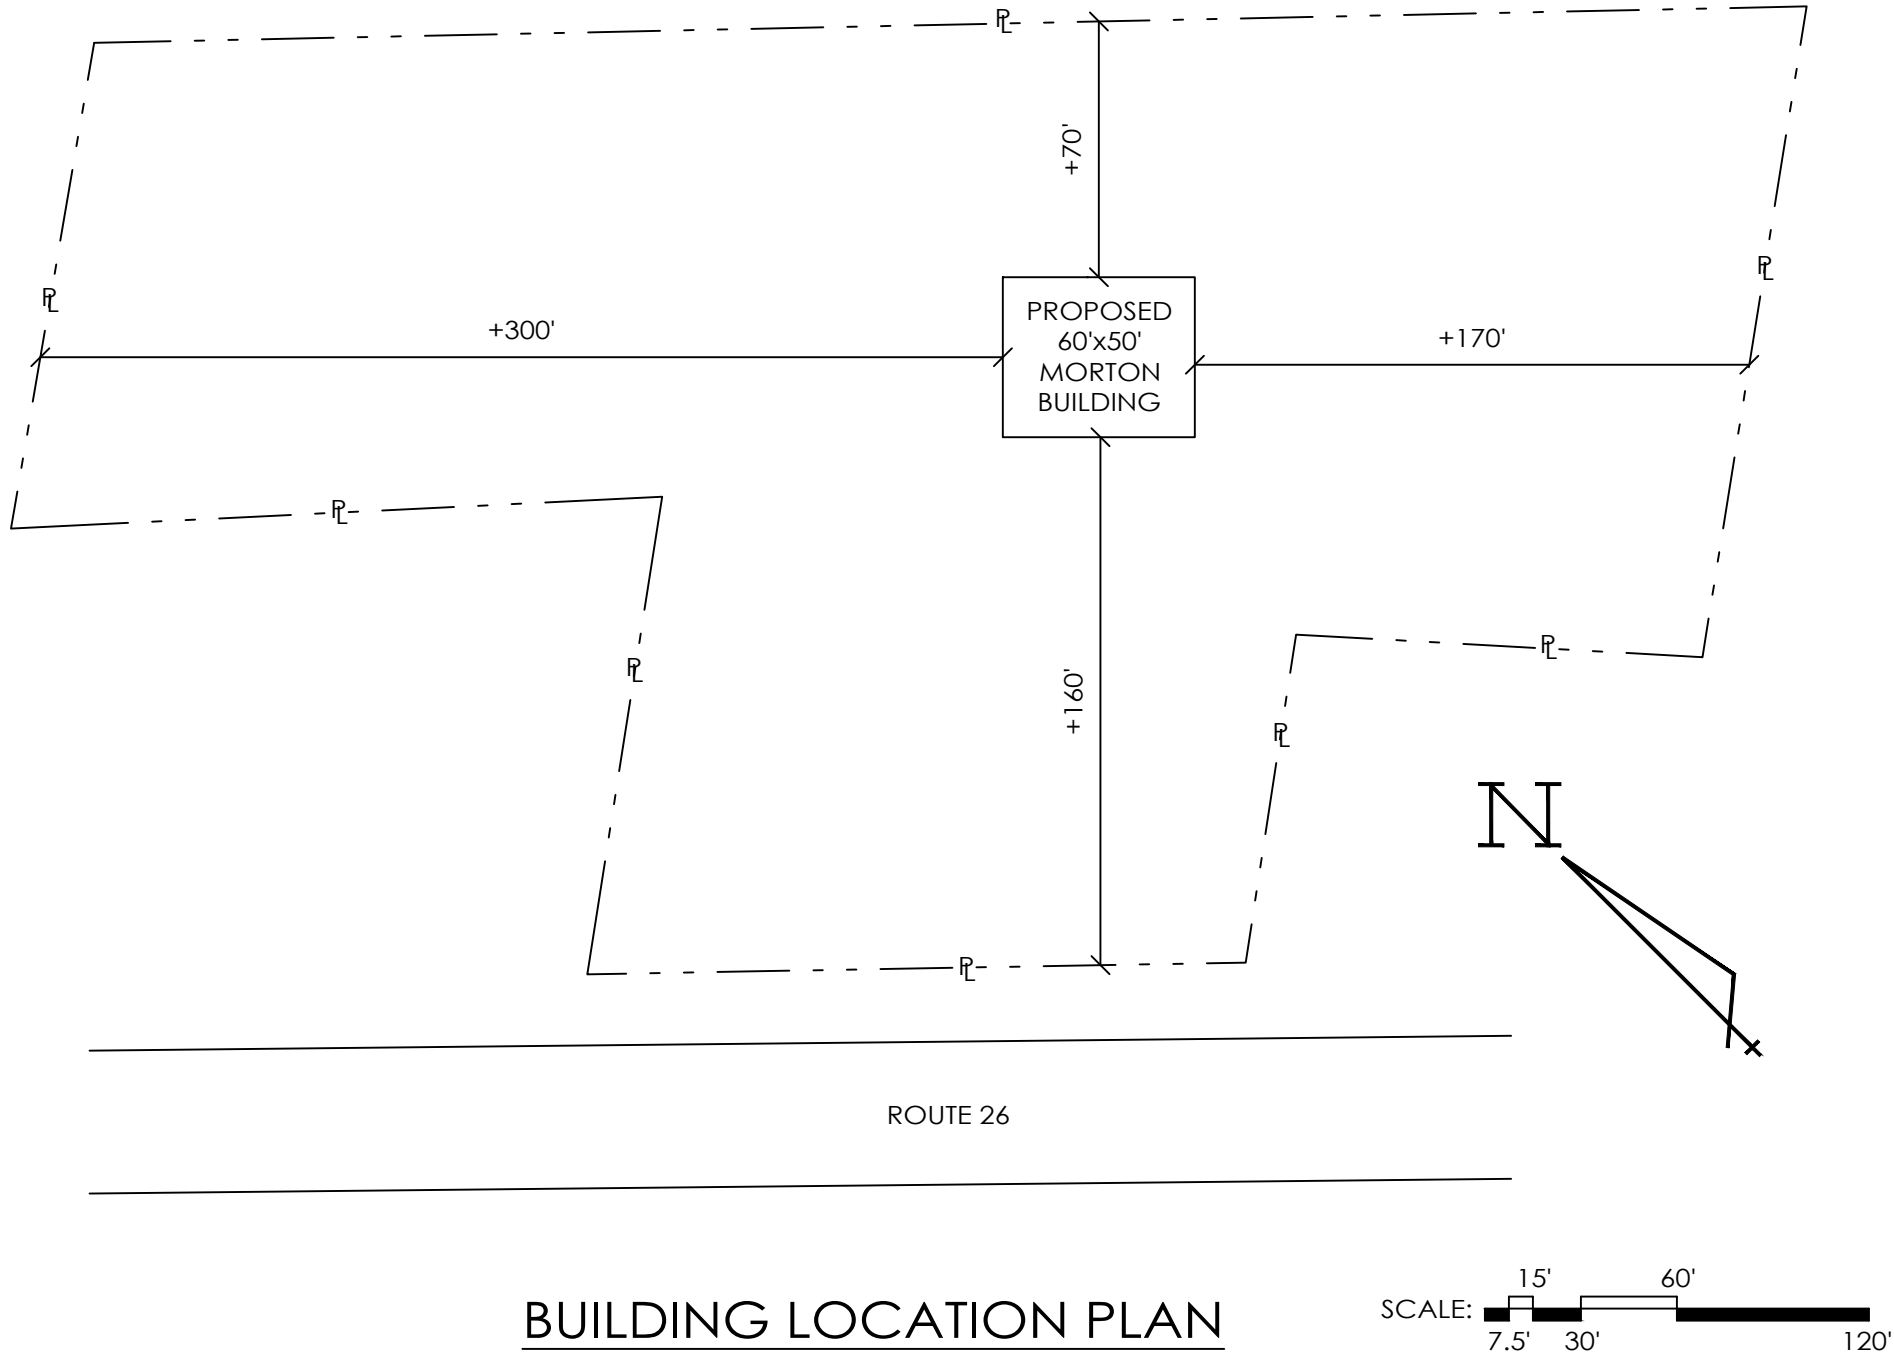 PL
+70'
PL
PL
+300'
PROPOSED
60'x50'
MORTON
BUILDING
+170'
PL
PL
PL
+160'
PL
N
PL
ROUTE 26
BUILDING LOCATION PLAN
SCALE:
15'
60'
7.5'
30'
120'